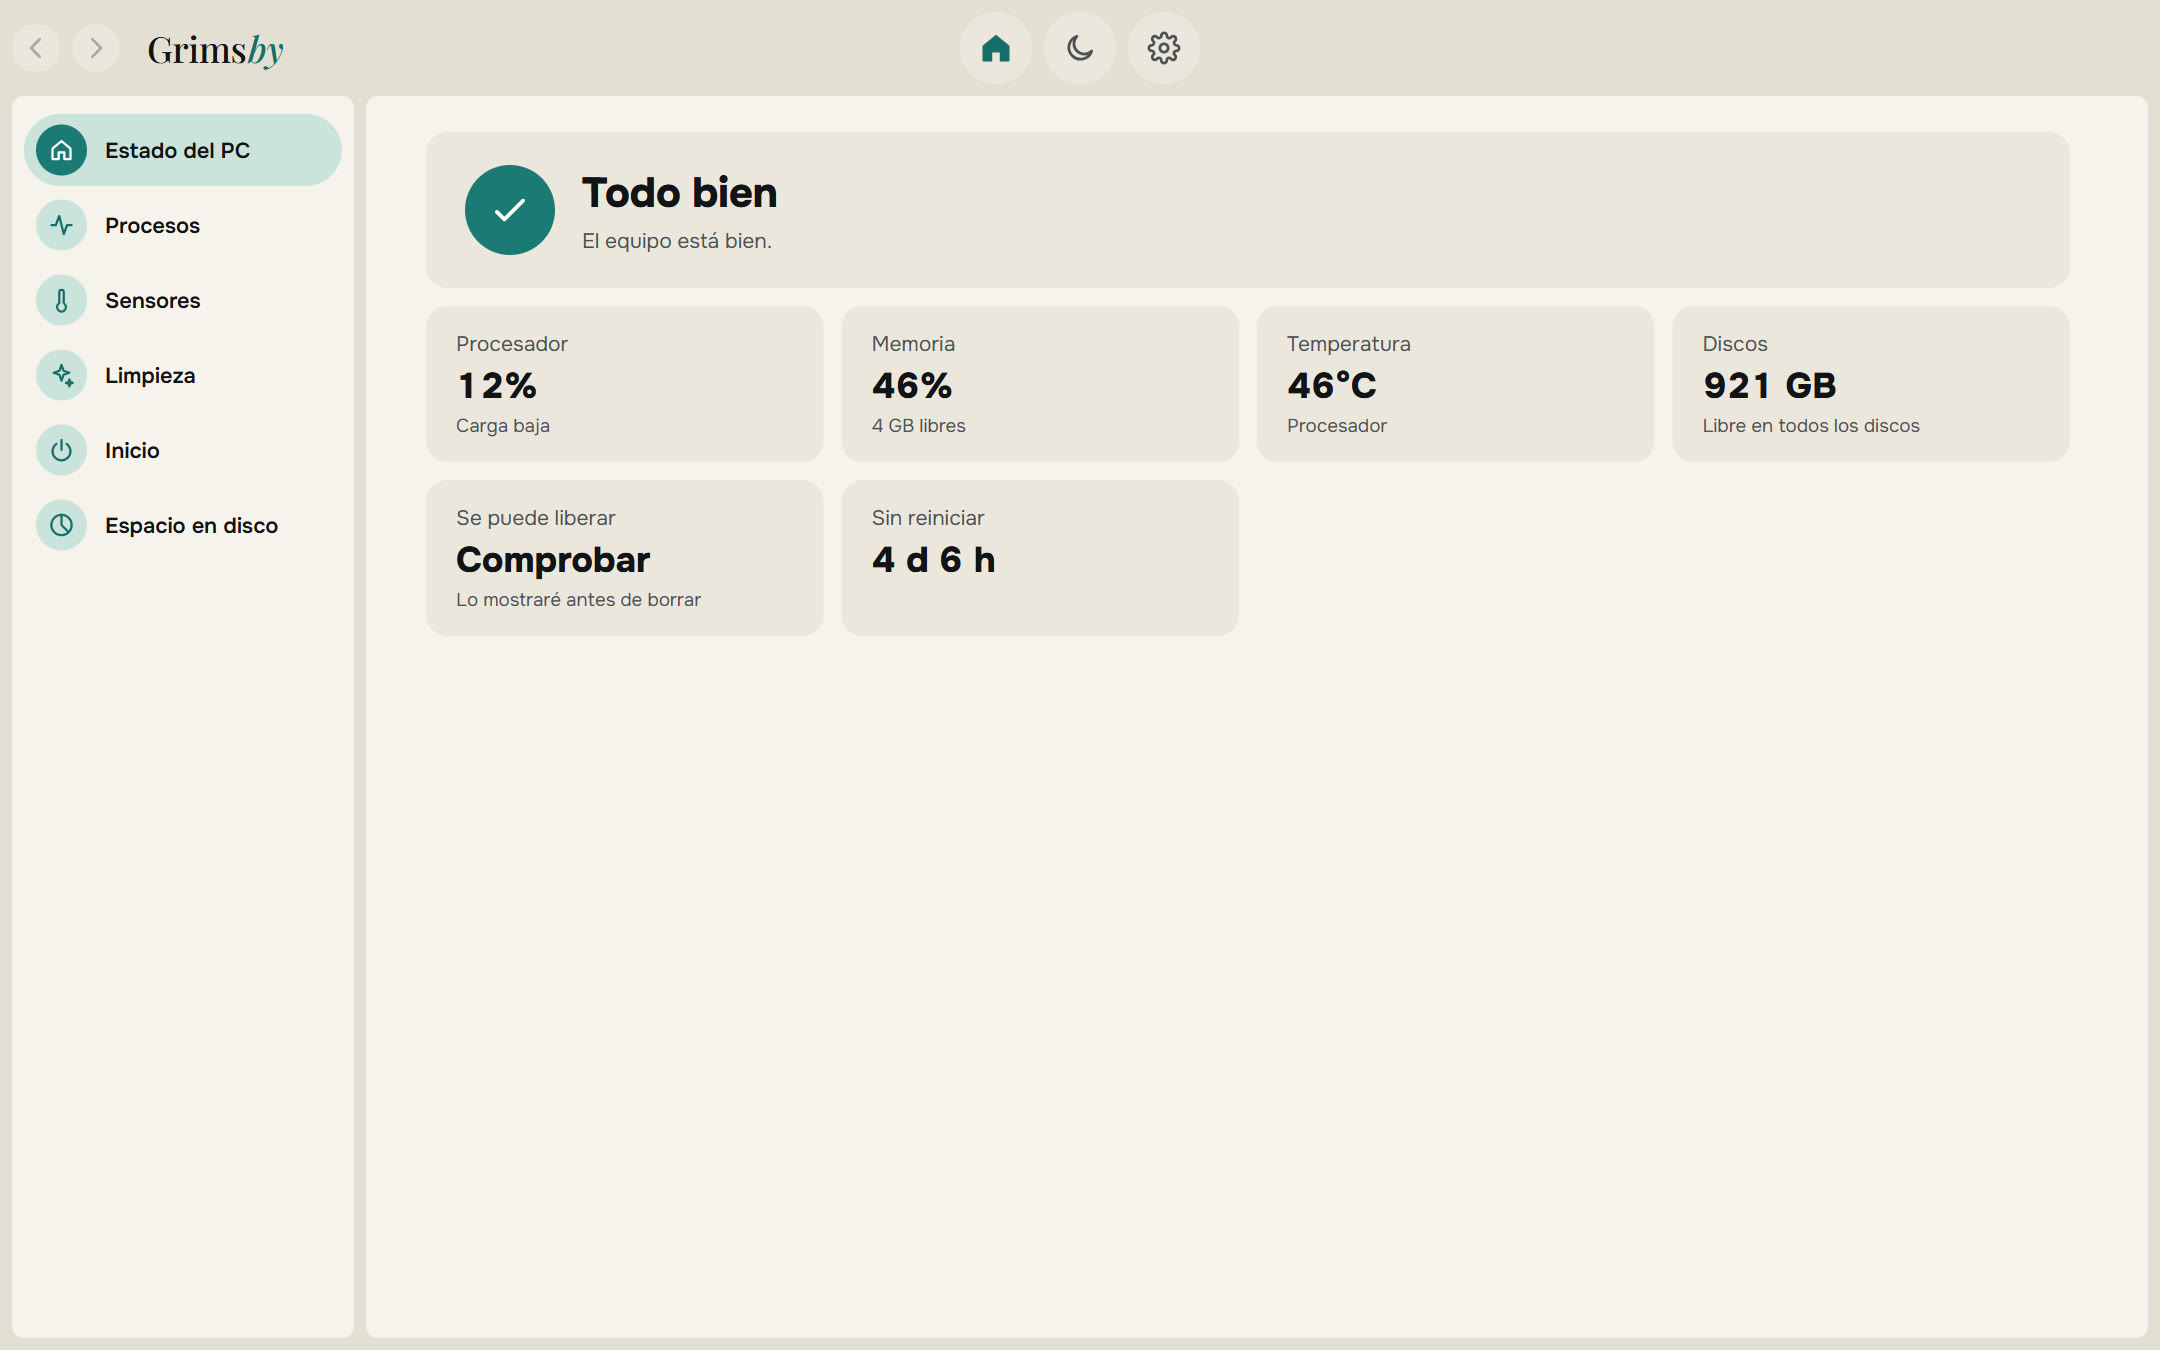 Grimsby
Estado del PC
Procesos
Sensores
Limpieza
Inicio
Espacio en disco
Todo bien
El equipo está bien.
Procesador
12%
Carga baja
Memoria
46%
4 GB libres
Temperatura
46°C
Procesador
Discos
921 GB
Libre en todos los discos
Se puede liberar
Comprobar
Lo mostraré antes de borrar
Sin reiniciar
4 d 6 h